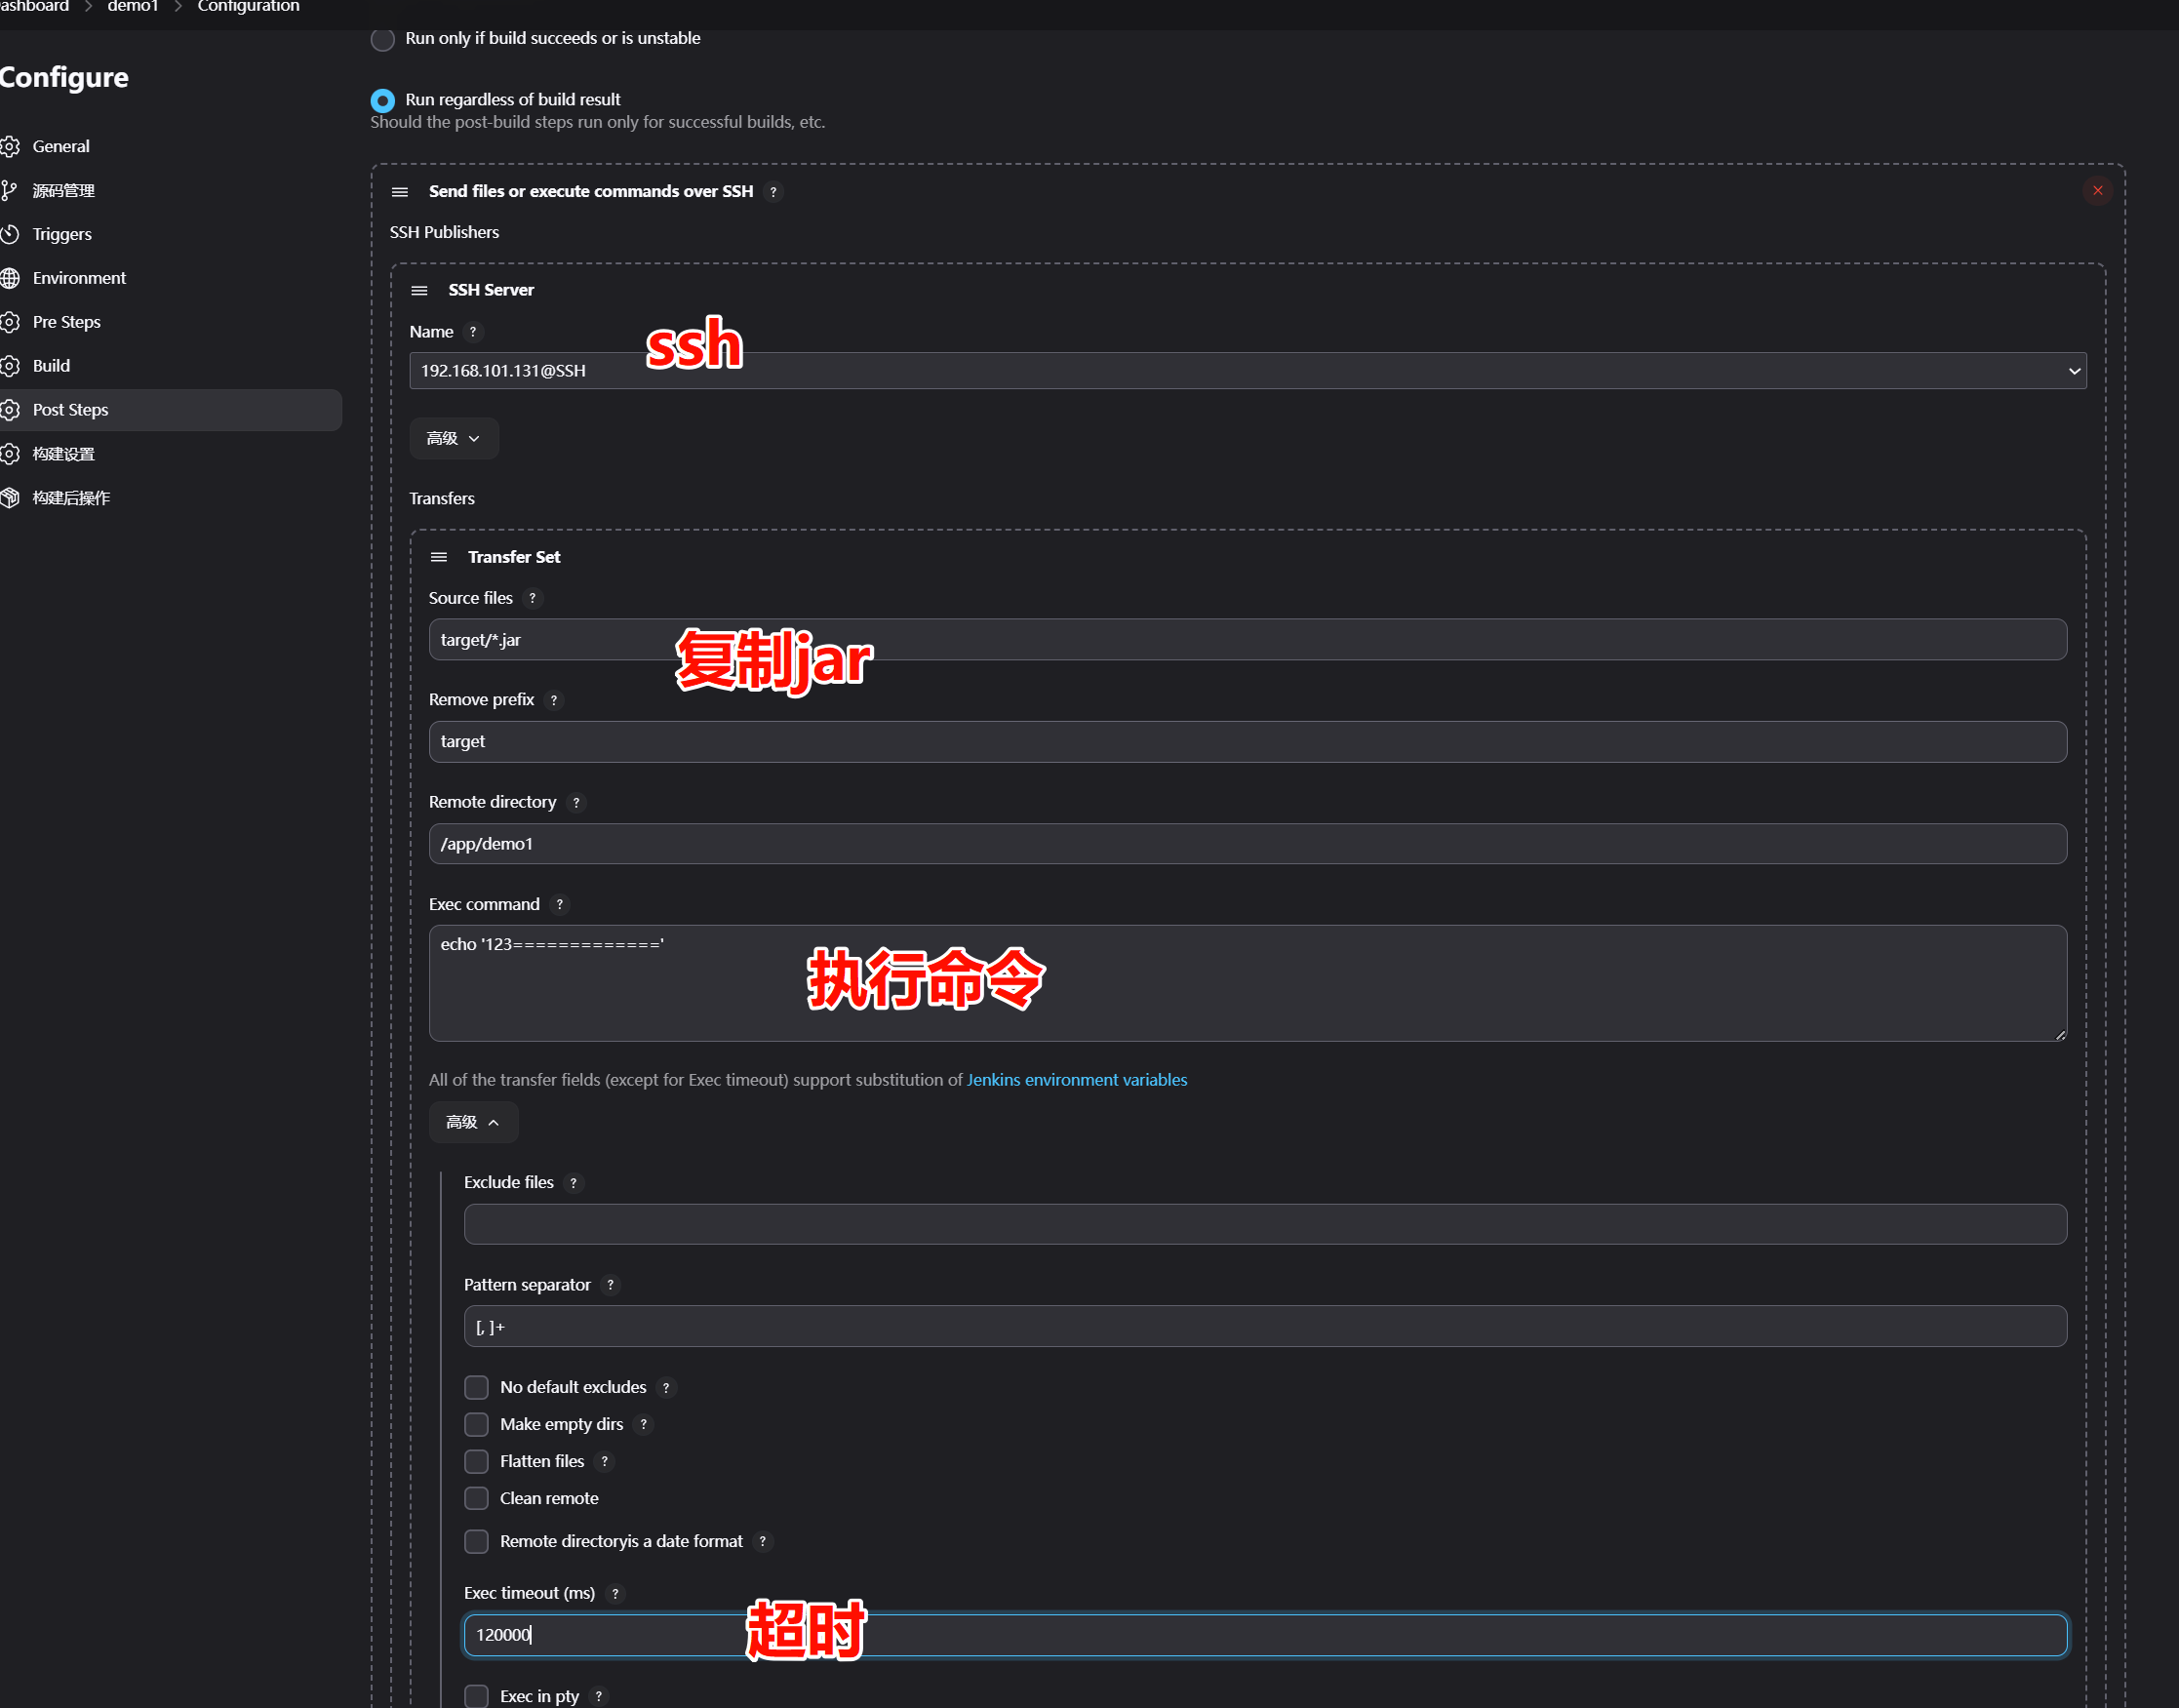 ashboard > demo1 > Configuration
Configure
General
源码管理
Triggers
Environment
Pre Steps
Build
Post Steps
构建设置
构建后操作
Run only if build succeeds or is unstable
Run regardless of build result
Should the post-build steps run only for successful builds, etc.
Send files or execute commands over SSH ?
SSH Publishers
SSH Server
Name ?
ssh
192.168.101.131@SSH
高级
Transfers
Transfer Set
Source files ?
target/*.jar
复制jar
Remove prefix ?
target
Remote directory ?
/app/demo1
Exec command ?
echo '123============='
执行命令
All of the transfer fields (except for Exec timeout) support substitution of Jenkins environment variables
高级
Exclude files ?
Pattern separator ?
[, ]+
No default excludes ?
Make empty dirs ?
Flatten files ?
Clean remote
Remote directoryis a date format ?
Exec timeout (ms) ?
120000
超时
Exec in pty ?